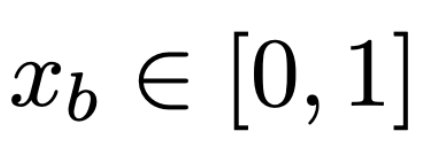 x_b ∈ [0, 1]